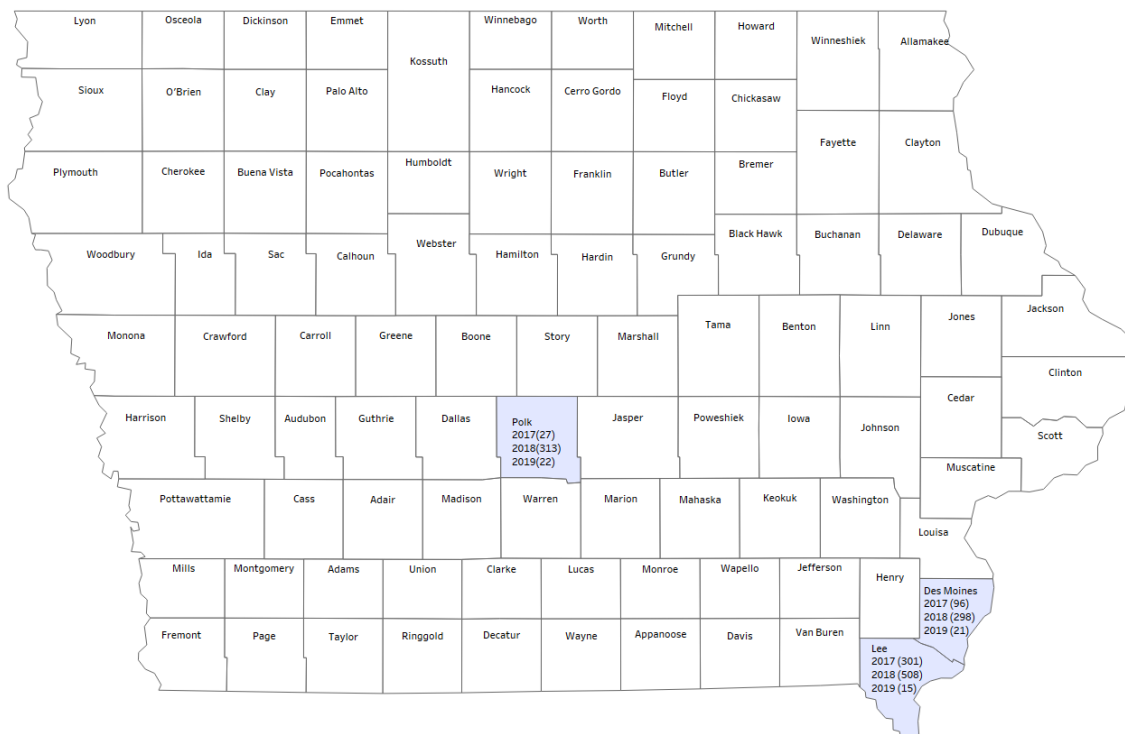 Lyon
Osceola
Dickinson
Emmet
Kossuth
Winnebago
Worth
Mitchell
Howard
Winneshiek
Allamakee
Sioux
O'Brien
Clay
Palo Alto
Hancock
Cerro Gordo
Floyd
Chickasaw
Fayette
Clayton
Plymouth
Cherokee
Buena Vista
Pocahontas
Humboldt
Wright
Franklin
Butler
Bremer
Woodbury
Ida
Sac
Calhoun
Webster
Hamilton
Hardin
Grundy
Black Hawk
Buchanan
Delaware
Dubuque
Monona
Crawford
Carroll
Greene
Boone
Story
Marshall
Tama
Benton
Linn
Jones
Jackson
Clinton
Harrison
Shelby
Audubon
Guthrie
Dallas
Polk
2017(27)
2018(313)
2019(22)
Jasper
Poweshiek
Iowa
Johnson
Cedar
Scott
Muscatine
Pottawattamie
Cass
Adair
Madison
Warren
Marion
Mahaska
Keokuk
Washington
Louisa
Mills
Montgomery
Adams
Union
Clarke
Lucas
Monroe
Wapello
Jefferson
Henry
Des Moines
2017 (96)
2018 (298)
2019 (21)
Fremont
Page
Taylor
Ringgold
Decatur
Wayne
Appanoose
Davis
Van Buren
Lee
2017 (301)
2018 (508)
2019 (15)